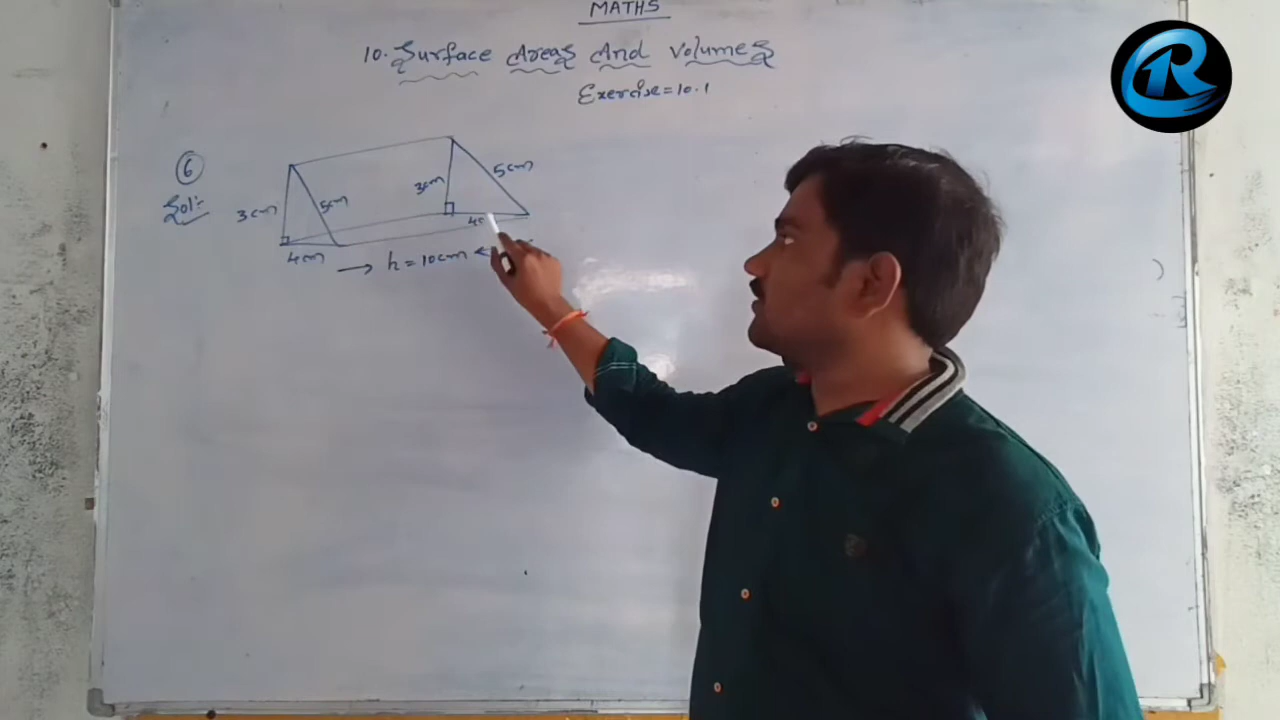 MATHS
10. Surface Areas And Volumes
Exercise = 10.1
6
Sol:-
3cm 5cm 3cm 5cm
4cm
→ h = 10cm ←
R